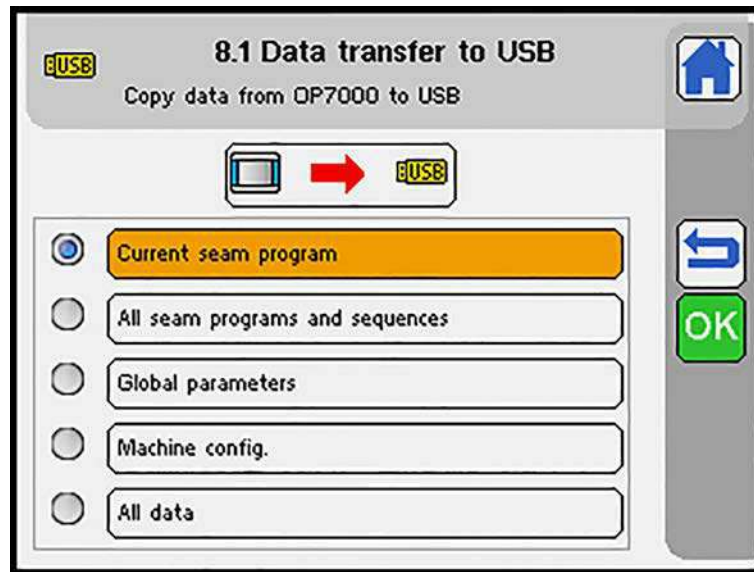 USB
8.1 Data transfer to USB
Copy data from OP7000 to USB
USB
Current seam program
All seam programs and sequences
OK
Global parameters
Machine config.
All data